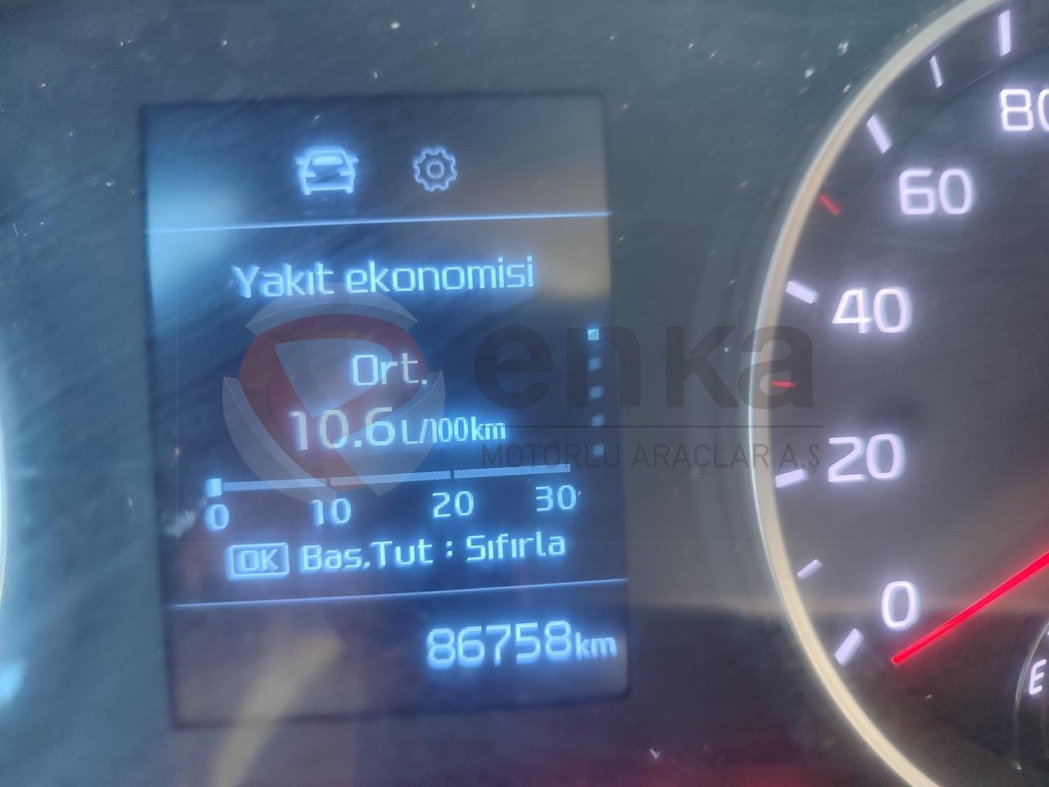 Yakıt ekonomisi
Ort.
10.6 L/100km
0 10 20 30
OK Bas.Tut : Sıfırla
86758km
80
60
40
20
0
E
enka
MOTORLU ARAÇLAR A.Ş